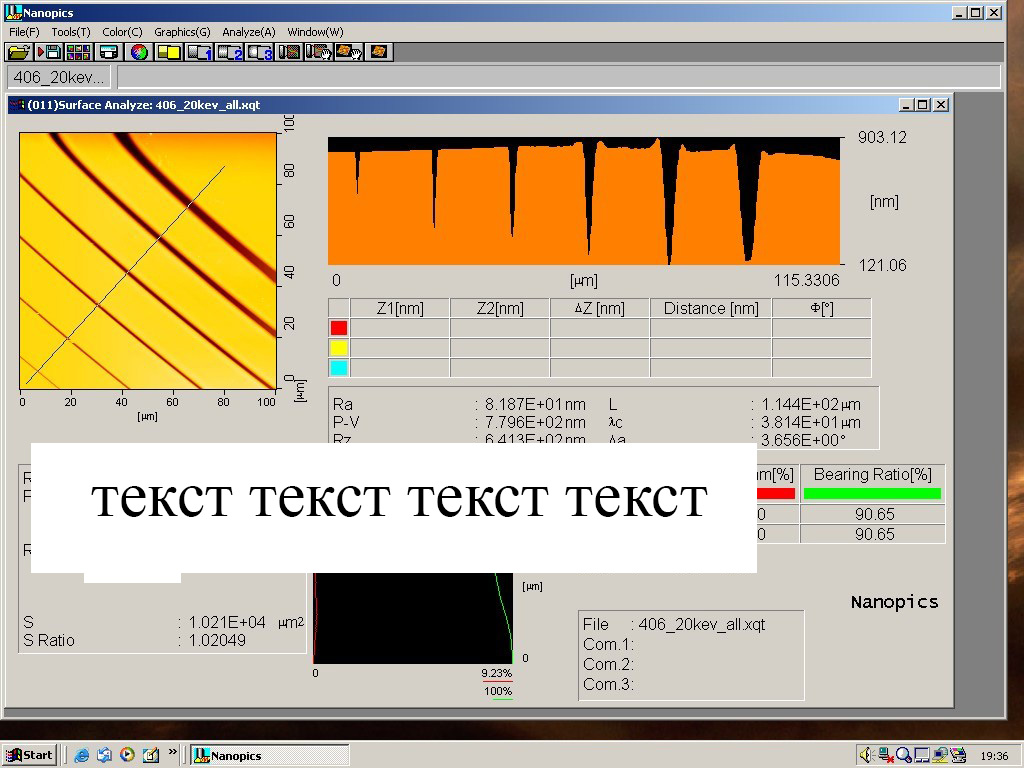 Nanopics
File(F) Tools(T) Color(C) Graphics(G) Analyze(A) Window(W)
1 2 3
406_20kev...
(011)Surface Analyze: 406_20kev_all.xqt
100
80
60
40
20
0
[µm]
0 20 40 60 80 100
[µm]
903.12
[nm]
121.06
0 [µm] 115.3306
Z1[nm] Z2[nm] ΔZ [nm] Distance [nm] Φ[°]
Ra : 8.187E+01nm L : 1.144E+02µm
P-V : 7.796E+02nm λc : 3.814E+01µm
Rz : 6.413E+02nm Δa : 3.656E+00°
текст текст текст текст
m[%] Bearing Ratio[%]
0 90.65
0 90.65
S : 1.021E+04 µm²
S Ratio : 1.02049
[µm]
0
0 9.23%
100%
Nanopics
File : 406_20kev_all.xqt
Com.1:
Com.2:
Com.3:
Start » Nanopics 19:36